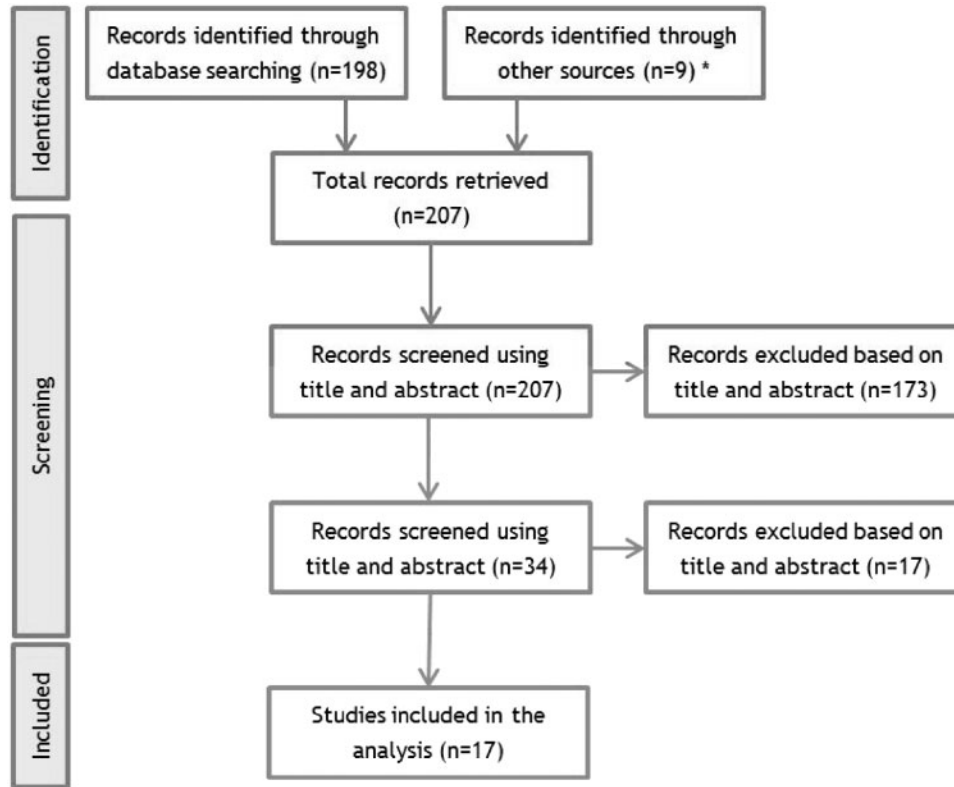 Identification
Records identified through
database searching (n=198)
Records identified through
other sources (n=9) *
Total records retrieved
(n=207)
Screening
Records screened using
title and abstract (n=207)
Records excluded based on
title and abstract (n=173)
Records screened using
title and abstract (n=34)
Records excluded based on
title and abstract (n=17)
Included
Studies included in the
analysis (n=17)